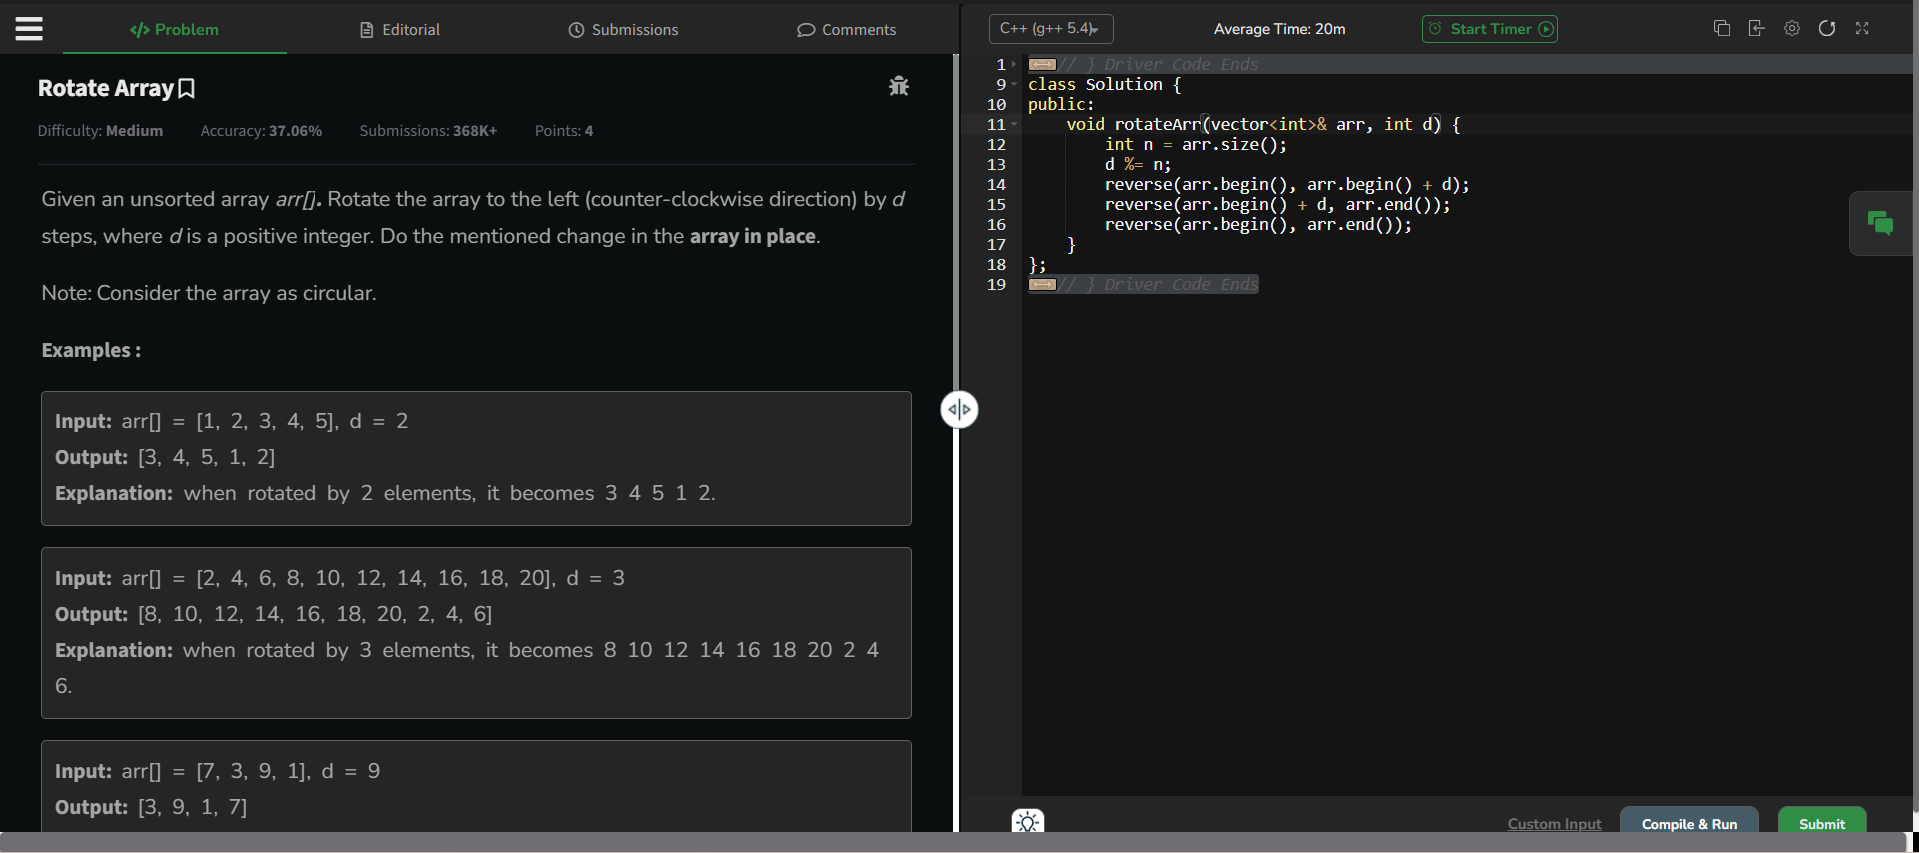 Problem
Editorial
Submissions
Comments
Rotate Array
Difficulty: Medium Accuracy: 37.06% Submissions: 368K+ Points: 4
Given an unsorted array arr[]. Rotate the array to the left (counter-clockwise direction) by d
steps, where d is a positive integer. Do the mentioned change in the array in place.
Note: Consider the array as circular.
Examples :
Input: arr[] = [1, 2, 3, 4, 5], d = 2
Output: [3, 4, 5, 1, 2]
Explanation: when rotated by 2 elements, it becomes 3 4 5 1 2.
Input: arr[] = [2, 4, 6, 8, 10, 12, 14, 16, 18, 20], d = 3
Output: [8, 10, 12, 14, 16, 18, 20, 2, 4, 6]
Explanation: when rotated by 3 elements, it becomes 8 10 12 14 16 18 20 2 4
6.
Input: arr[] = [7, 3, 9, 1], d = 9
Output: [3, 9, 1, 7]
C++ (g++ 5.4)
Average Time: 20m
Start Timer
1 // } Driver Code Ends
9 class Solution {
10 public:
11 void rotateArr(vector<int>& arr, int d) {
12 int n = arr.size();
13 d %= n;
14 reverse(arr.begin(), arr.begin() + d);
15 reverse(arr.begin() + d, arr.end());
16 reverse(arr.begin(), arr.end());
17 }
18 };
19 // } Driver Code Ends
Custom Input
Compile & Run
Submit